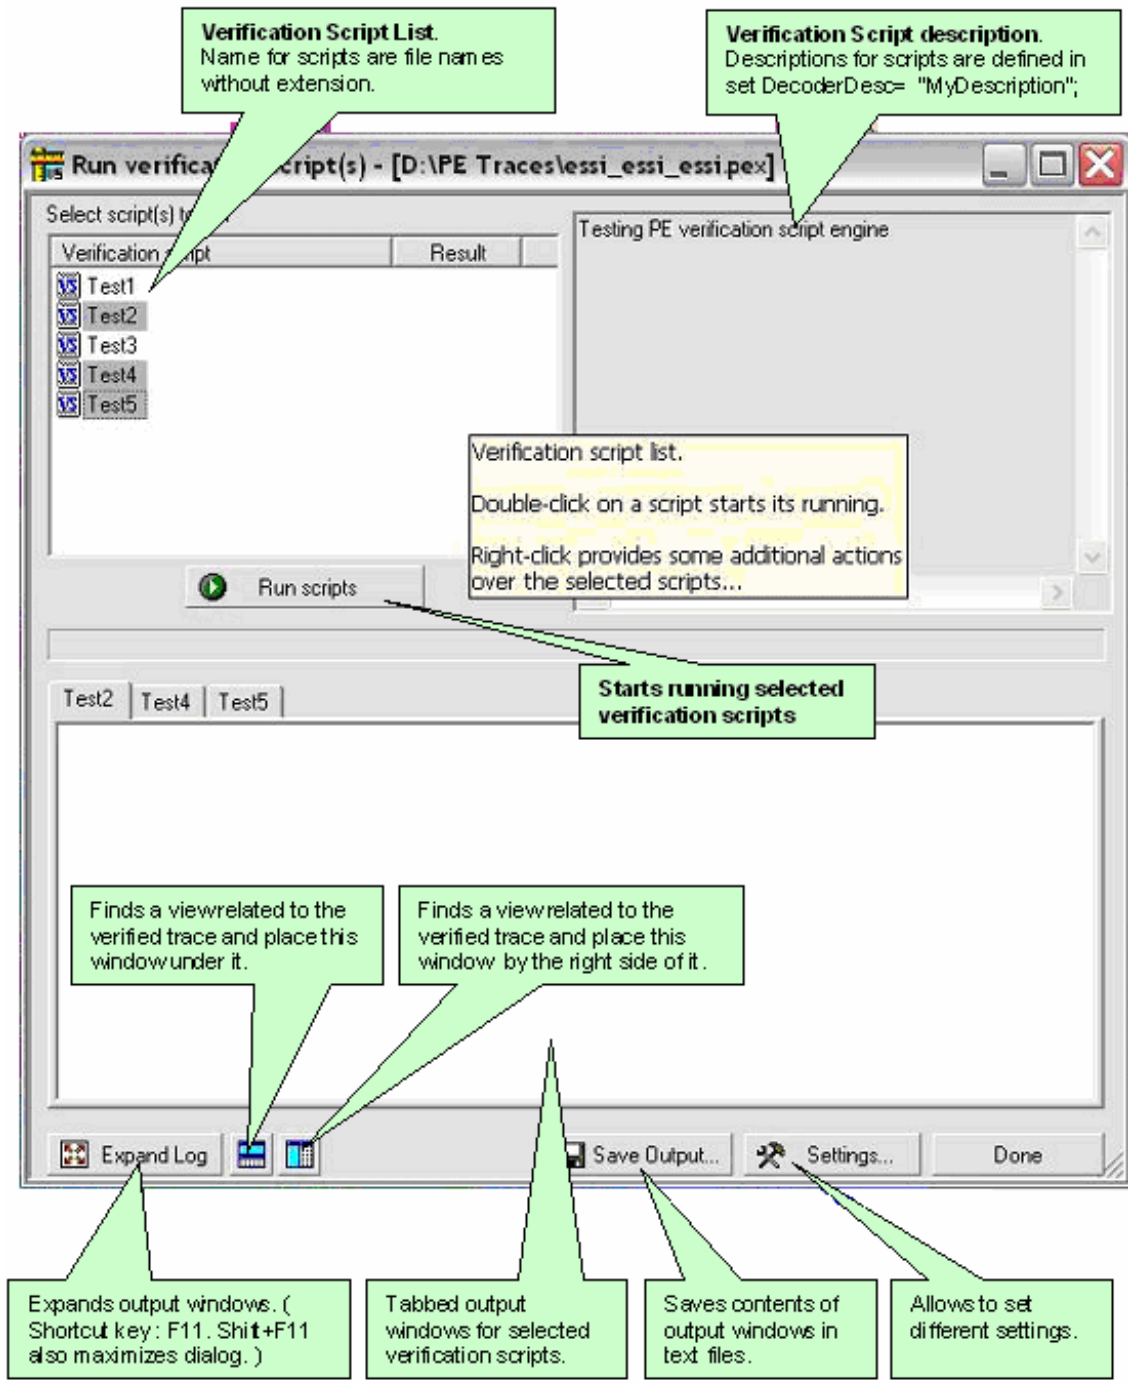 Verification Script List.
Name for scripts are file names
without extension.
Verification Script description.
Descriptions for scripts are defined in
set DecoderDesc= "MyDescription";
Run verifica cript(s) - [D:\PE Traces\essi_essi_essi.pex]
Select script(s) t
Testing PE verification script engine
Verification ipt
Result
VS Test1
VS Test2
VS Test3
VS Test4
VS Test5
Verification script list.
Double-click on a script starts its running.
Right-click provides some additional actions
over the selected scripts...
Run scripts
Starts running selected
verification scripts
Test2 Test4 Test5
Finds a view related to the
verified trace and place this
window under it.
Finds a view related to the
verified trace and place this
window by the right side of it.
Expand Log
Save Output...
Settings...
Done
Expands output windows. (
Shortcut key: F11. Shift+F11
also maximizes dialog. )
Tabbed output
windows for selected
verification scripts.
Saves contents of
output windows in
text files.
Allows to set
different settings.